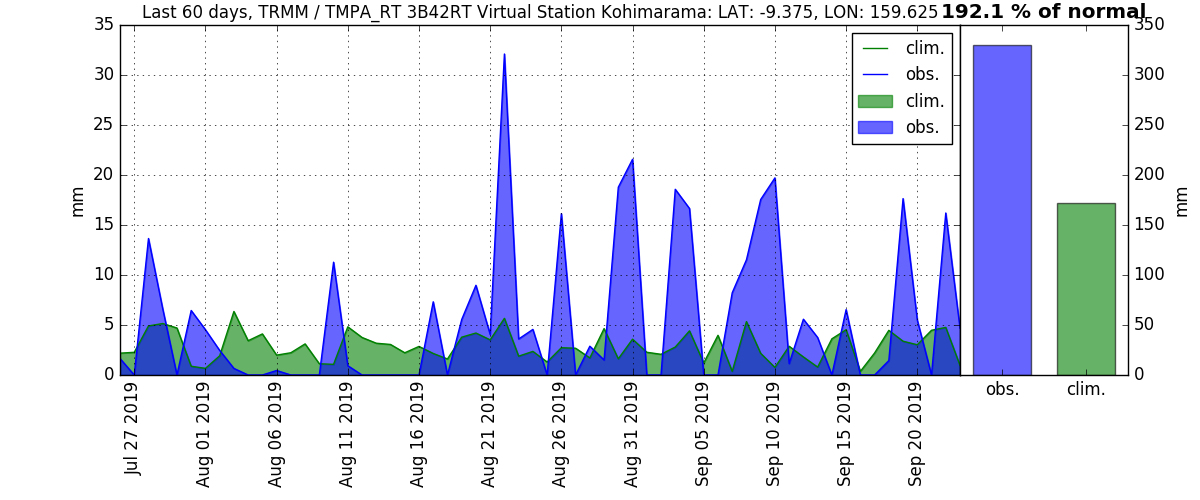 Last 60 days, TRMM / TMPA_RT 3B42RT Virtual Station Kohimarama: LAT: -9.375, LON: 159.625 192.1 % of normal
35
30
25
20
15
10
5
0
mm
clim.
obs.
clim.
obs.
Jul 27 2019
Aug 01 2019
Aug 06 2019
Aug 11 2019
Aug 16 2019
Aug 21 2019
Aug 26 2019
Aug 31 2019
Sep 05 2019
Sep 10 2019
Sep 15 2019
Sep 20 2019
350
300
250
200
150
100
50
0
mm
obs.
clim.